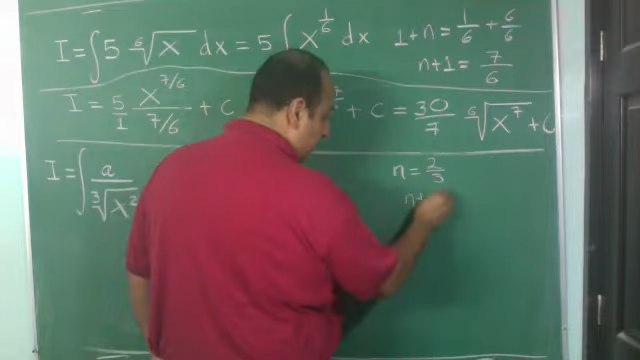 I = ∫ 5 ⁶√x dx = 5 ∫ x^(1/6) dx   1+n = 1/6 + 6/6
n+1 = 7/6
I = 5/1 x^(7/6)/(7/6) + C   + C = 30/7 ⁶√x⁷ + C
I = ∫ a/³√x²   n = 2/3
n+